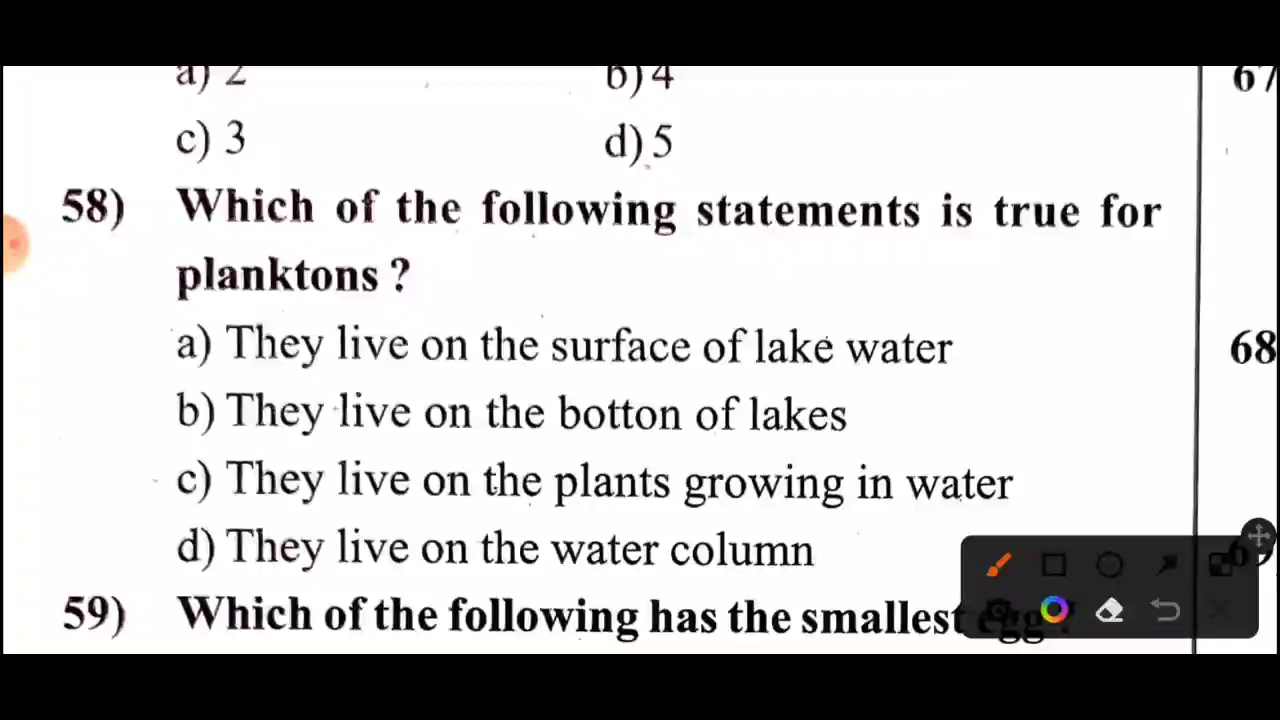 a) 2 b) 4
c) 3 d) 5
67
58) Which of the following statements is true for
planktons ?
a) They live on the surface of lake water
68
b) They live on the botton of lakes
c) They live on the plants growing in water
d) They live on the water column
69
59) Which of the following has the smallest egg ?